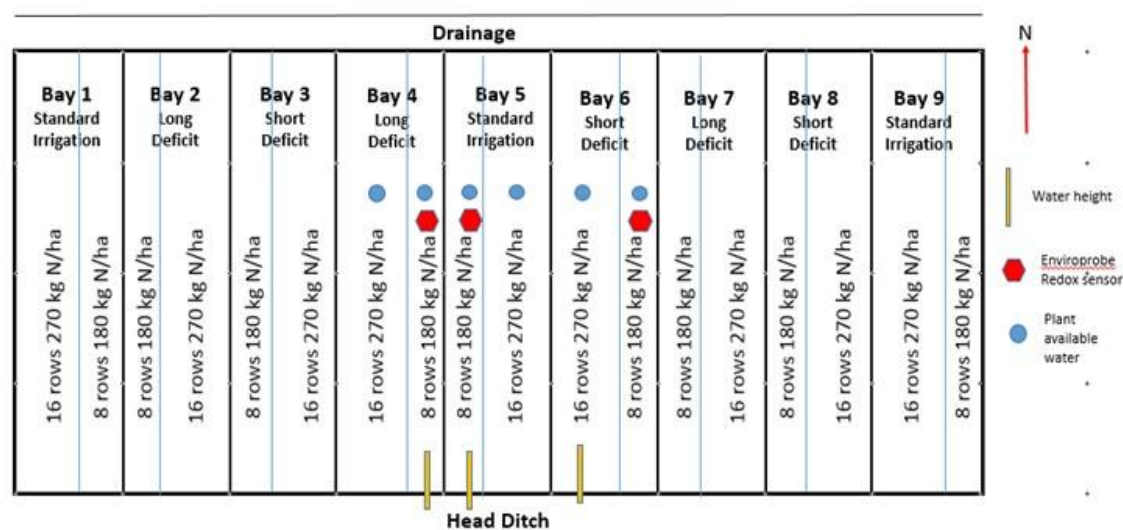 Drainage
N
Bay 1
Standard
Irrigation
Bay 2
Long
Deficit
Bay 3
Short
Deficit
Bay 4
Long
Deficit
Bay 5
Standard
Irrigation
Bay 6
Short
Deficit
Bay 7
Long
Deficit
Bay 8
Short
Deficit
Bay 9
Standard
Irrigation
16 rows 270 kg N/ha
8 rows 180 kg N/ha
8 rows 180 kg N/ha
16 rows 270 kg N/ha
8 rows 180 kg N/ha
16 rows 270 kg N/ha
16 rows 270 kg N/ha
8 rows 180 kg N/ha
8 rows 180 kg N/ha
16 rows 270 kg N/ha
16 rows 270 kg N/ha
8 rows 180 kg N/ha
8 rows 180 kg N/ha
16 rows 270 kg N/ha
8 rows 180 kg N/ha
16 rows 270 kg N/ha
16 rows 270 kg N/ha
8 rows 180 kg N/ha
Water height
Enviroprobe
Redox sensor
Plant
available
water
Head Ditch